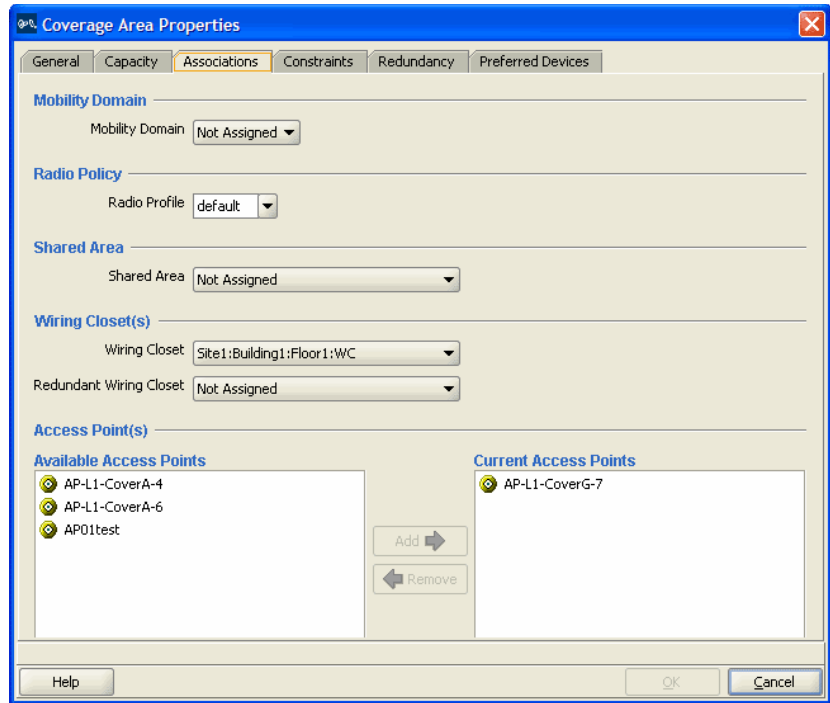 Coverage Area Properties
General Capacity Associations Constraints Redundancy Preferred Devices
Mobility Domain
Mobility Domain Not Assigned
Radio Policy
Radio Profile default
Shared Area
Shared Area Not Assigned
Wiring Closet(s)
Wiring Closet Site1:Building1:Floor1:WC
Redundant Wiring Closet Not Assigned
Access Point(s)
Available Access Points
AP-L1-CoverA-4
AP-L1-CoverA-6
AP01test
Add
Remove
Current Access Points
AP-L1-CoverG-7
Help OK Cancel